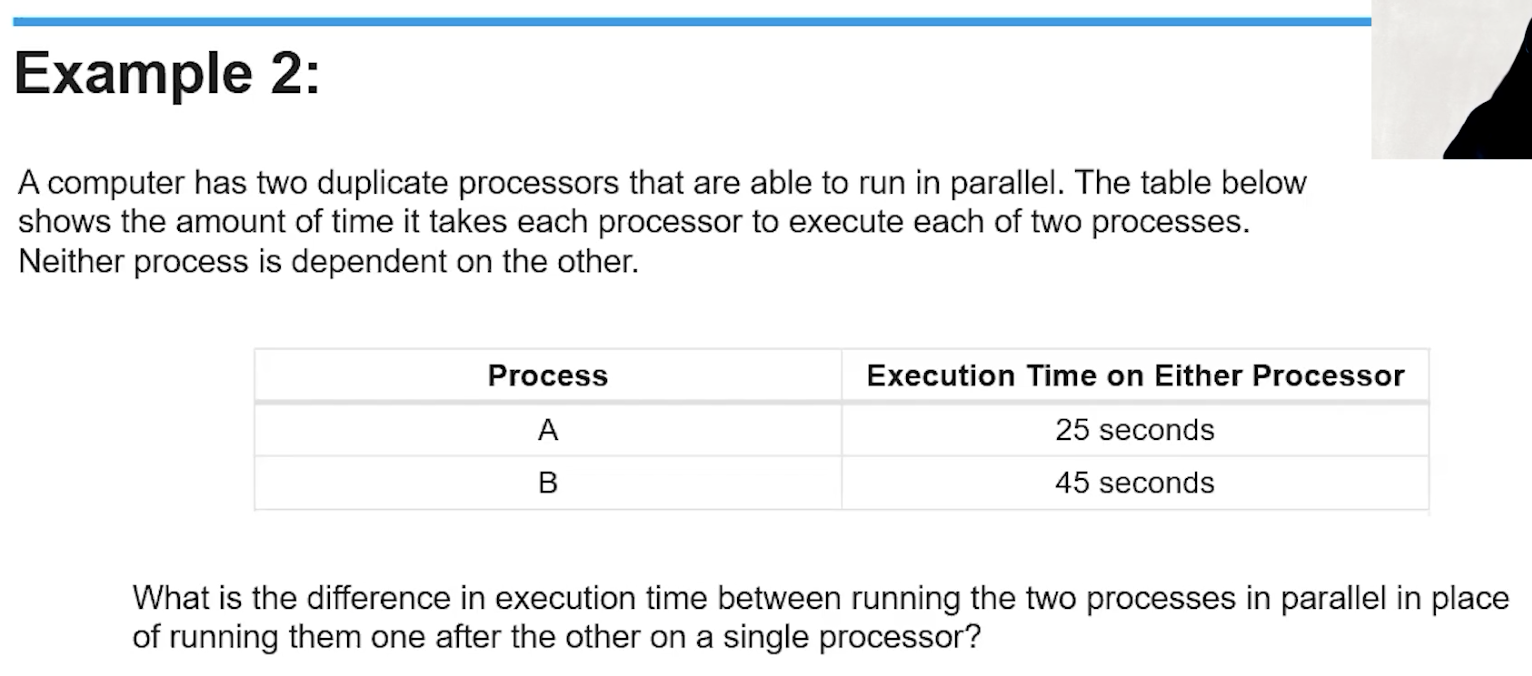 Example 2:
A computer has two duplicate processors that are able to run in parallel. The table below
shows the amount of time it takes each processor to execute each of two processes.
Neither process is dependent on the other.
Process Execution Time on Either Processor
A 25 seconds
B 45 seconds
What is the difference in execution time between running the two processes in parallel in place
of running them one after the other on a single processor?